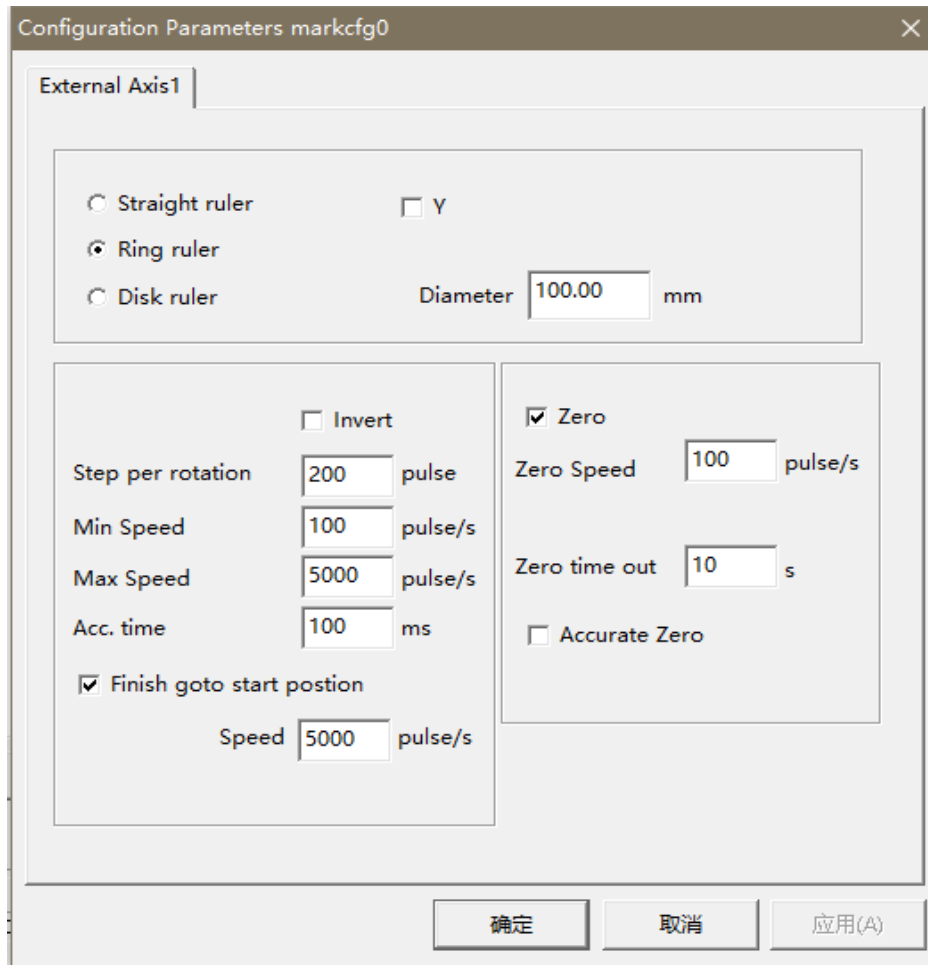 Configuration Parameters markcfg0
External Axis1
Straight ruler
Y
Ring ruler
Disk ruler
Diameter 100.00 mm
Invert
Step per rotation 200 pulse
Min Speed 100 pulse/s
Max Speed 5000 pulse/s
Acc. time 100 ms
Finish goto start postion
Speed 5000 pulse/s
Zero
Zero Speed 100 pulse/s
Zero time out 10 s
Accurate Zero
确定 取消 应用(A)